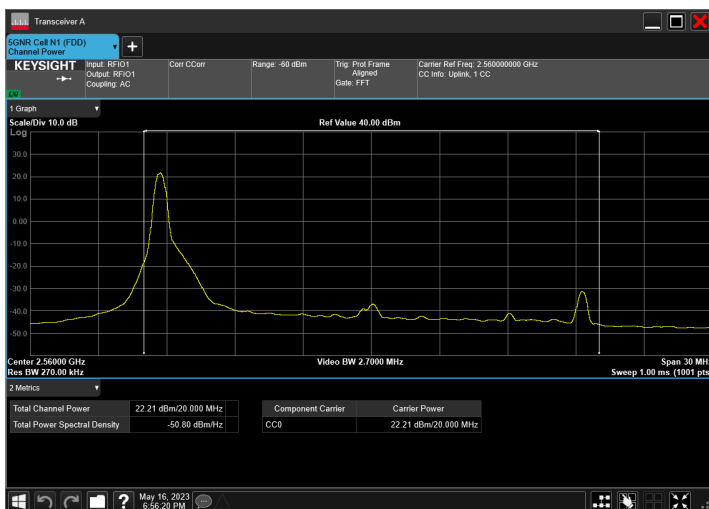 Transceiver A
5GNR Cell N1 (FDD)
Channel Power
KEYSIGHT
LXI
Input: RFIO1
Output: RFIO1
Coupling: AC
Corr CCorr
Range: -60 dBm
Trig: Prot Frame
Aligned
Gate: FFT
Carrier Ref Freq: 2.560000000 GHz
CC Info: Uplink, 1 CC
1 Graph
Scale/Div 10.0 dB
Ref Value 40.00 dBm
Log
30.0
20.0
10.0
0.00
-10.0
-20.0
-30.0
-40.0
-50.0
Center 2.56000 GHz
Video BW 2.7000 MHz
Span 30 MH
Res BW 270.00 kHz
Sweep 1.00 ms (1001 pts
2 Metrics
Total Channel Power 22.21 dBm/20.000 MHz
Total Power Spectral Density -50.80 dBm/Hz
Component Carrier Carrier Power
CC0 22.21 dBm/20.000 MHz
?
May 16, 2023
6:56:20 PM